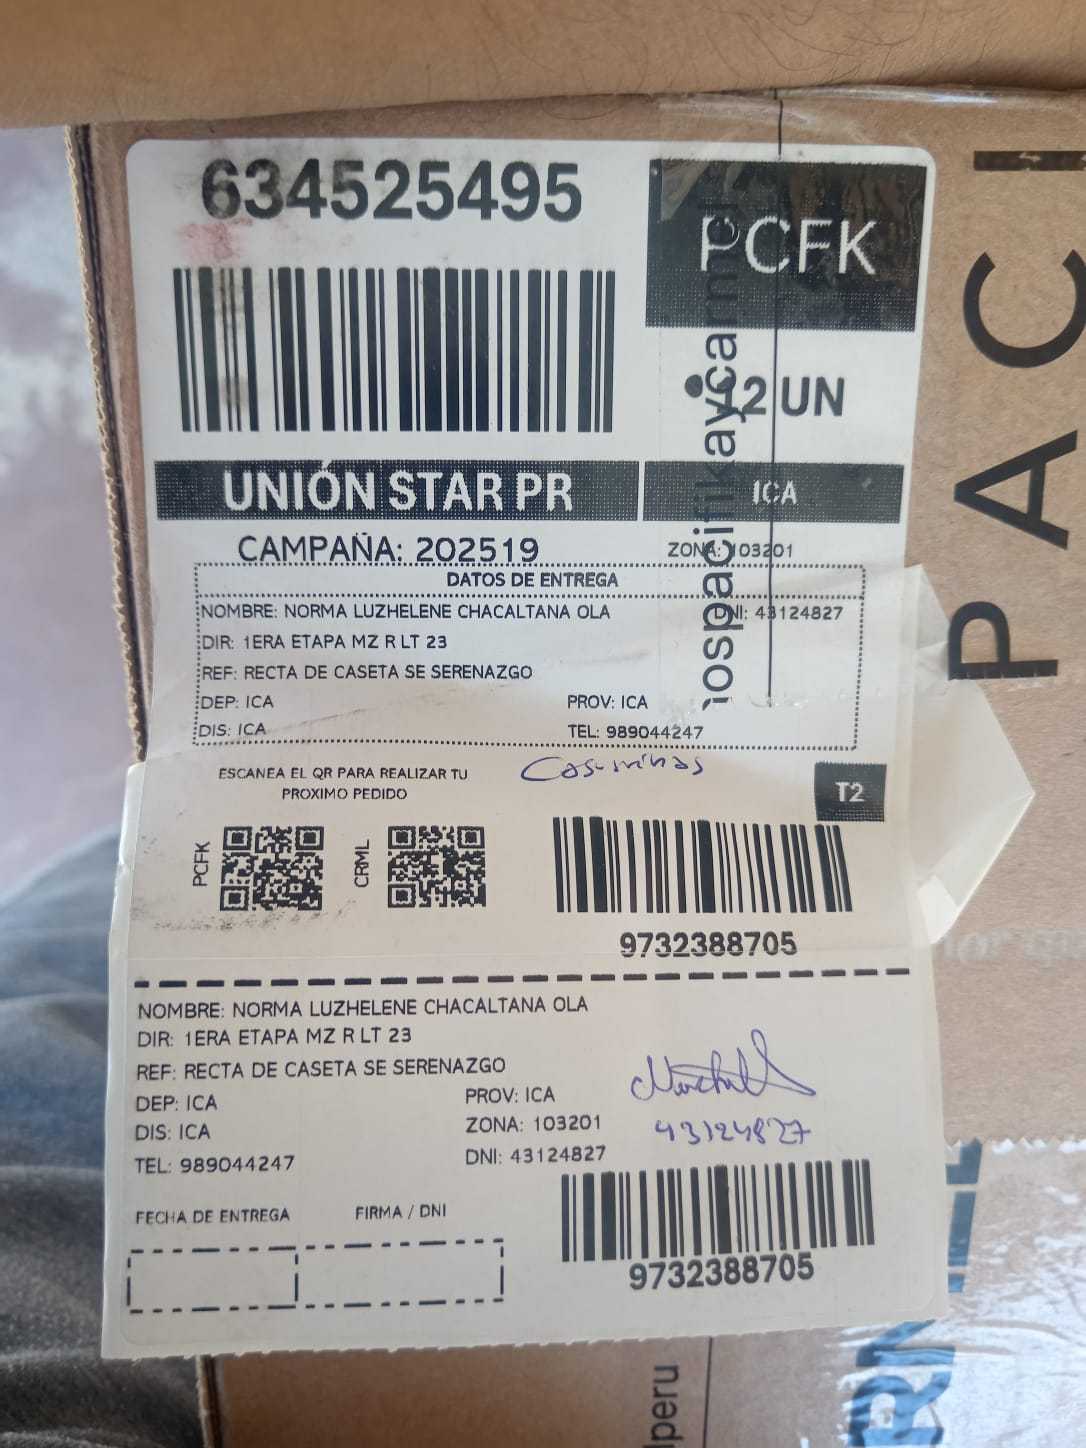 634525495
PCFK
12 UN
UNIÓN STAR PR
ICA
CAMPAÑA: 202519
ZONA: 103201
DATOS DE ENTREGA
NOMBRE: NORMA LUZHELENE CHACALTANA OLA DNI: 43124827
DIR: 1ERA ETAPA MZ R LT 23
REF: RECTA DE CASETA SE SERENAZGO
DEP: ICA PROV: ICA
DIS: ICA TEL: 989044247
ESCANEA EL QR PARA REALIZAR TU
PROXIMO PEDIDO
T2
PCFK
CRML
9732388705
NOMBRE: NORMA LUZHELENE CHACALTANA OLA
DIR: 1ERA ETAPA MZ R LT 23
REF: RECTA DE CASETA SE SERENAZGO
DEP: ICA PROV: ICA
DIS: ICA ZONA: 103201
TEL: 989044247 DNI: 43124827
43124827
FECHA DE ENTREGA FIRMA / DNI
9732388705
PACI
ospacifikaycarmel
lperu